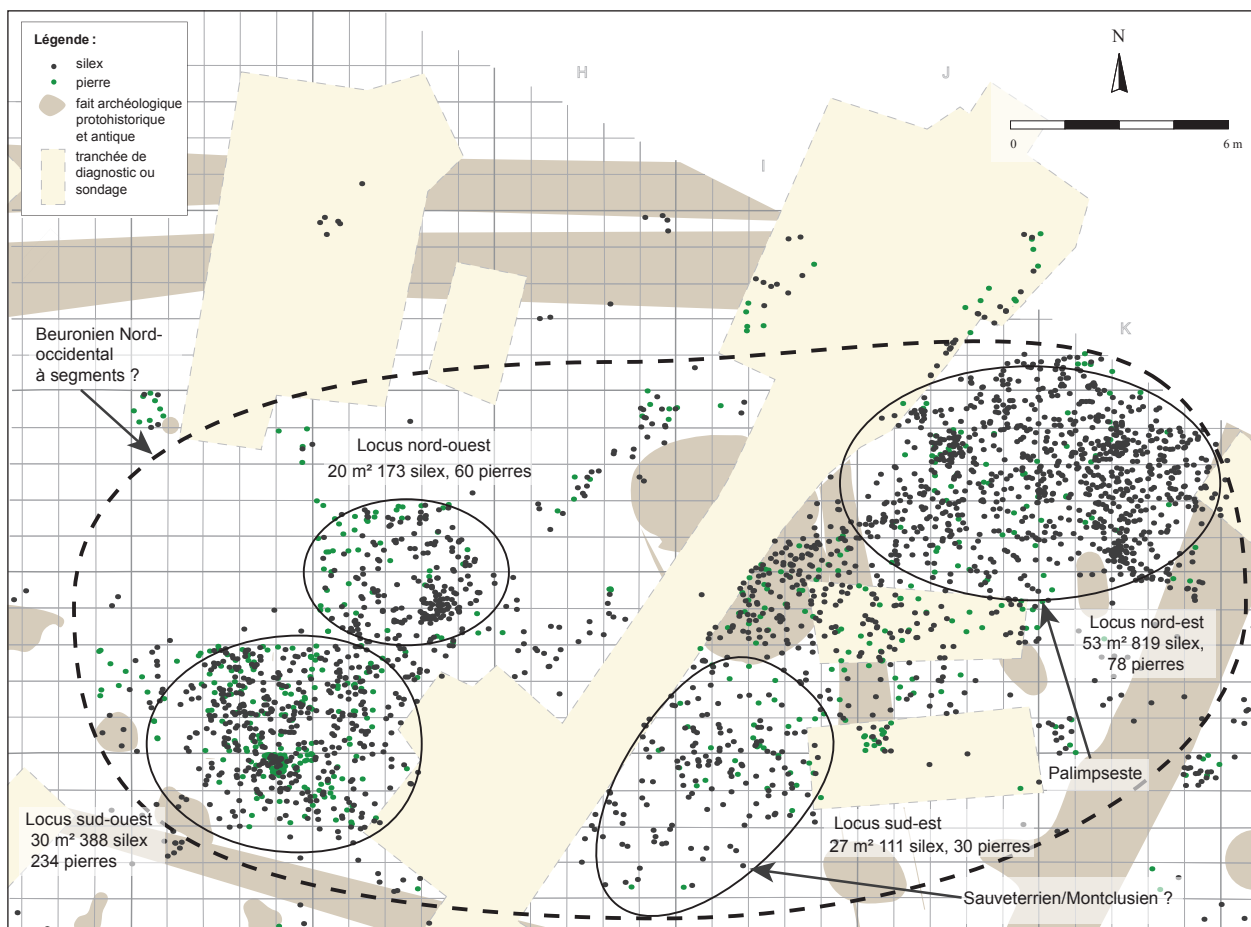 Légende :
silex
pierre
fait archéologique
protohistorique
et antique
tranchée de
diagnostic ou
sondage
H
J
I
K
N
0
6 m
Beuronien Nord-
occidental
à segments ?
Locus nord-ouest
20 m² 173 silex, 60 pierres
Locus nord-est
53 m² 819 silex,
78 pierres
Palimpseste
Locus sud-ouest
30 m² 388 silex
234 pierres
Locus sud-est
27 m² 111 silex, 30 pierres
Sauveterrien/Montclusien ?